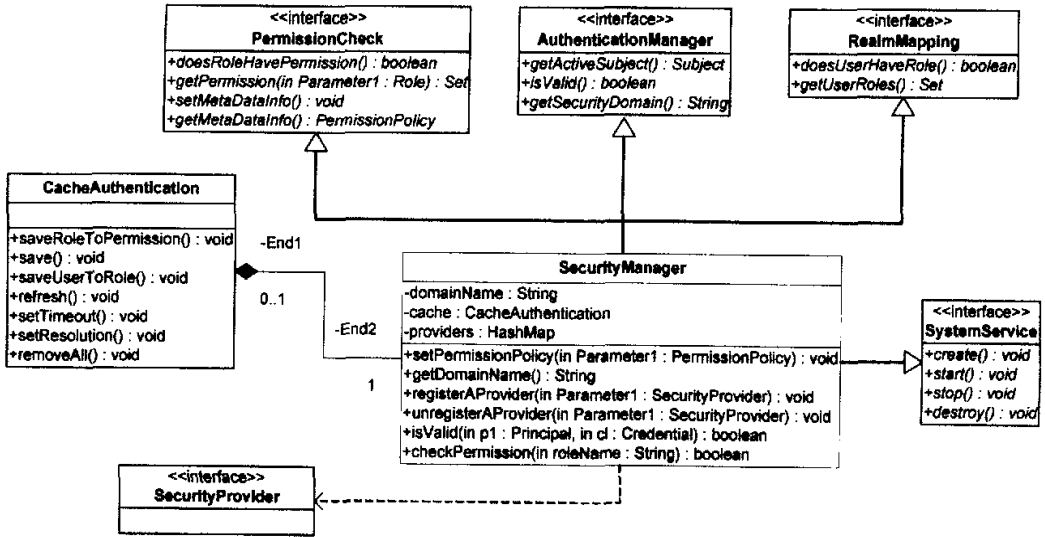 <<interface>>
PermissionCheck
+doesRoleHavePermission() : boolean
+getPermission(in Parameter1 : Role) : Set
+setMetaDataInfo() : void
+getMetaDataInfo() : PermissionPolicy
<<interface>>
AuthenticationManager
+getActiveSubject() : Subject
+isValid() : boolean
+getSecurityDomain() : String
<<interface>>
RealmMapping
+doesUserHaveRole() : boolean
+getUserRoles() : Set
CacheAuthentication
+saveRoleToPermission() : void
+save() : void
+saveUserToRole() : void
+refresh() : void
+setTimeout() : void
+setResolution() : void
+removeAll() : void
-End1
0..1
-End2
1
SecurityManager
-domainName : String
-cache : CacheAuthentication
-providers : HashMap
+setPermissionPolicy(in Parameter1 : PermissionPolicy) : void
+getDomainName() : String
+registerAProvider(in Parameter1 : SecurityProvider) : void
+unregisterAProvider(in Parameter1 : SecurityProvider) : void
+isValid(in p1 : Principal, in cl : Credential) : boolean
+checkPermission(in roleName : String) : boolean
<<interface>>
SystemService
+create() : void
+start() : void
+stop() : void
+destroy() : void
<<interface>>
SecurityProvider